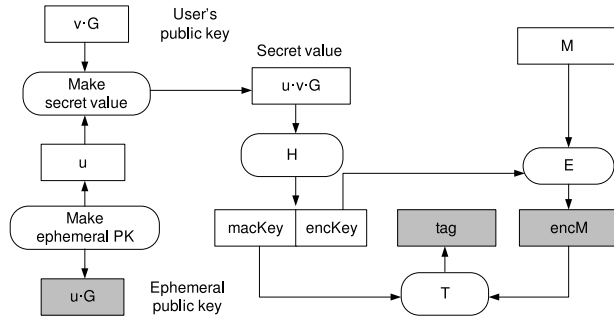 v·G
User's
public key
Secret value
M
Make
secret value
u·v·G
u
H
E
Make
ephemeral PK
macKey
encKey
tag
encM
u·G
Ephemeral
public key
T